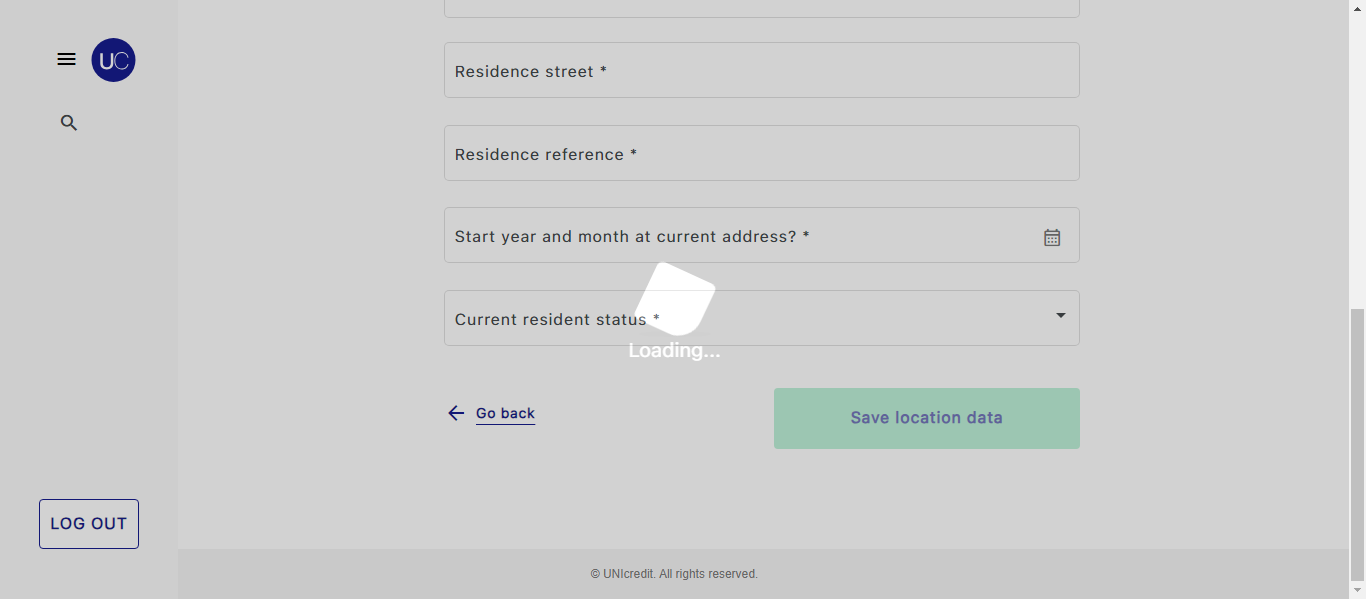 UC
Residence street *
Residence reference *
Start year and month at current address? *
Current resident status *
Loading...
Go back
Save location data
LOG OUT
© UNIcredit. All rights reserved.